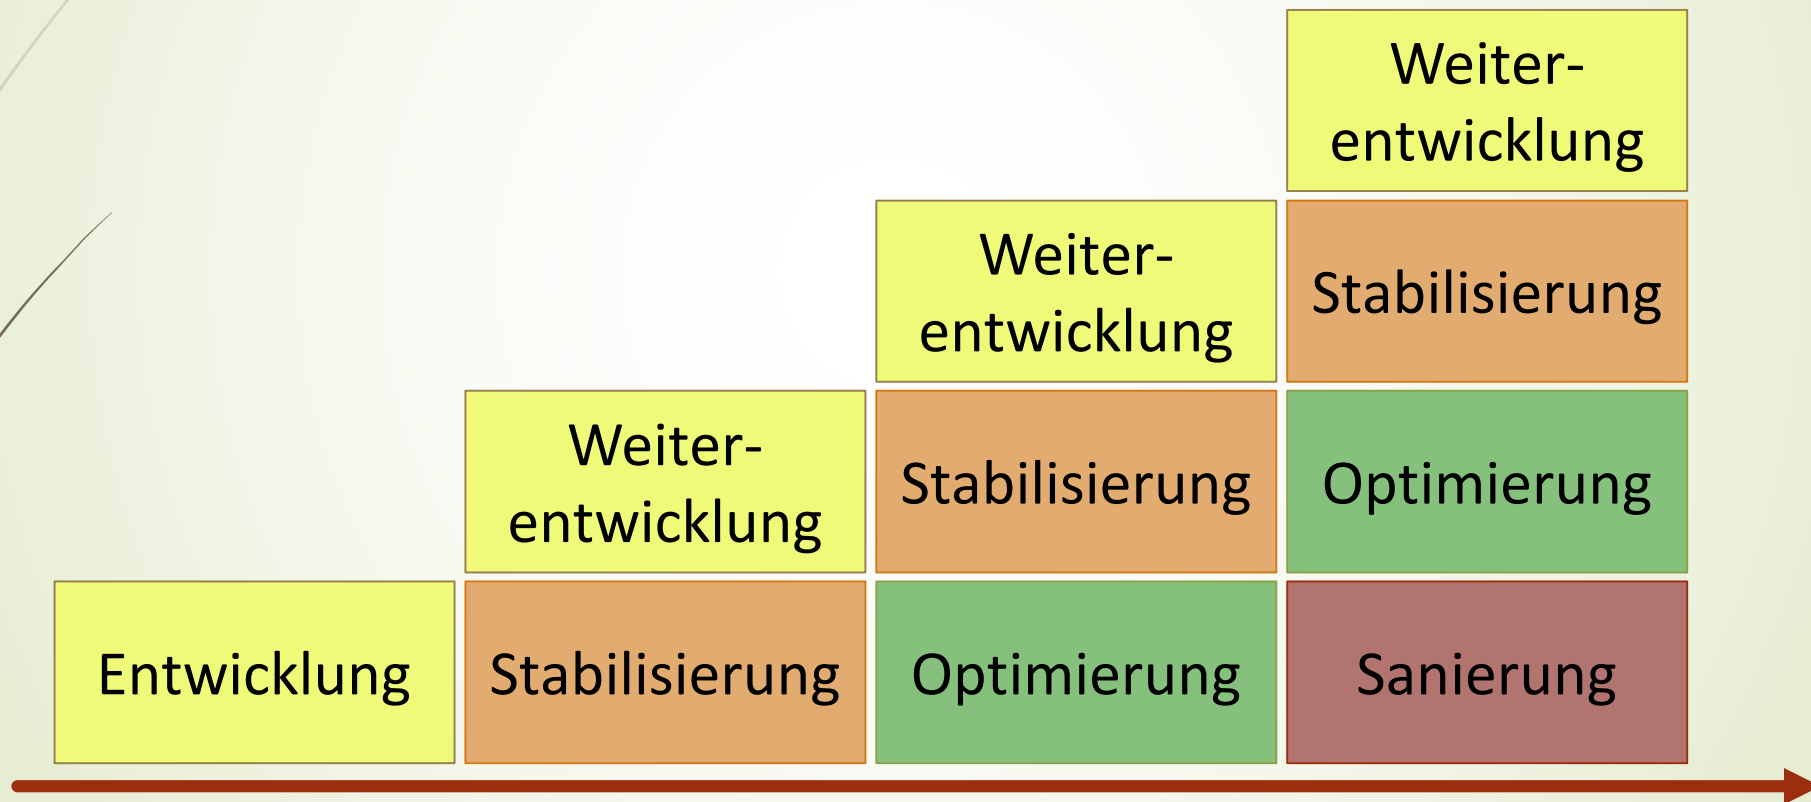 Weiter-
entwicklung
Weiter-
entwicklung
Stabilisierung
Weiter-
entwicklung
Stabilisierung
Optimierung
Entwicklung
Stabilisierung
Optimierung
Sanierung